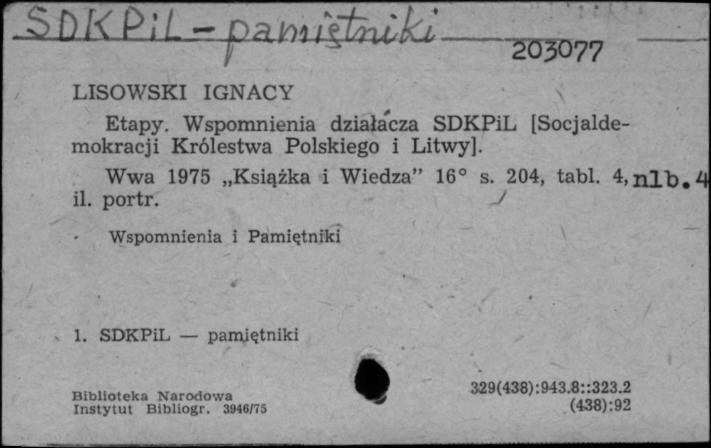 SDKPiL - pamiętniki
203077
LISOWSKI IGNACY
Etapy. Wspomnienia działacza SDKPiL [Socjalde-
mokracji Królestwa Polskiego i Litwy].
Wwa 1975 „Książka i Wiedza” 16° s. 204, tabl. 4, nlb. 4
il. portr.
Wspomnienia i Pamiętniki
1. SDKPiL — pamiętniki
Biblioteka Narodowa
Instytut Bibliogr. 3946/75
329(438):943.8::323.2
(438):92